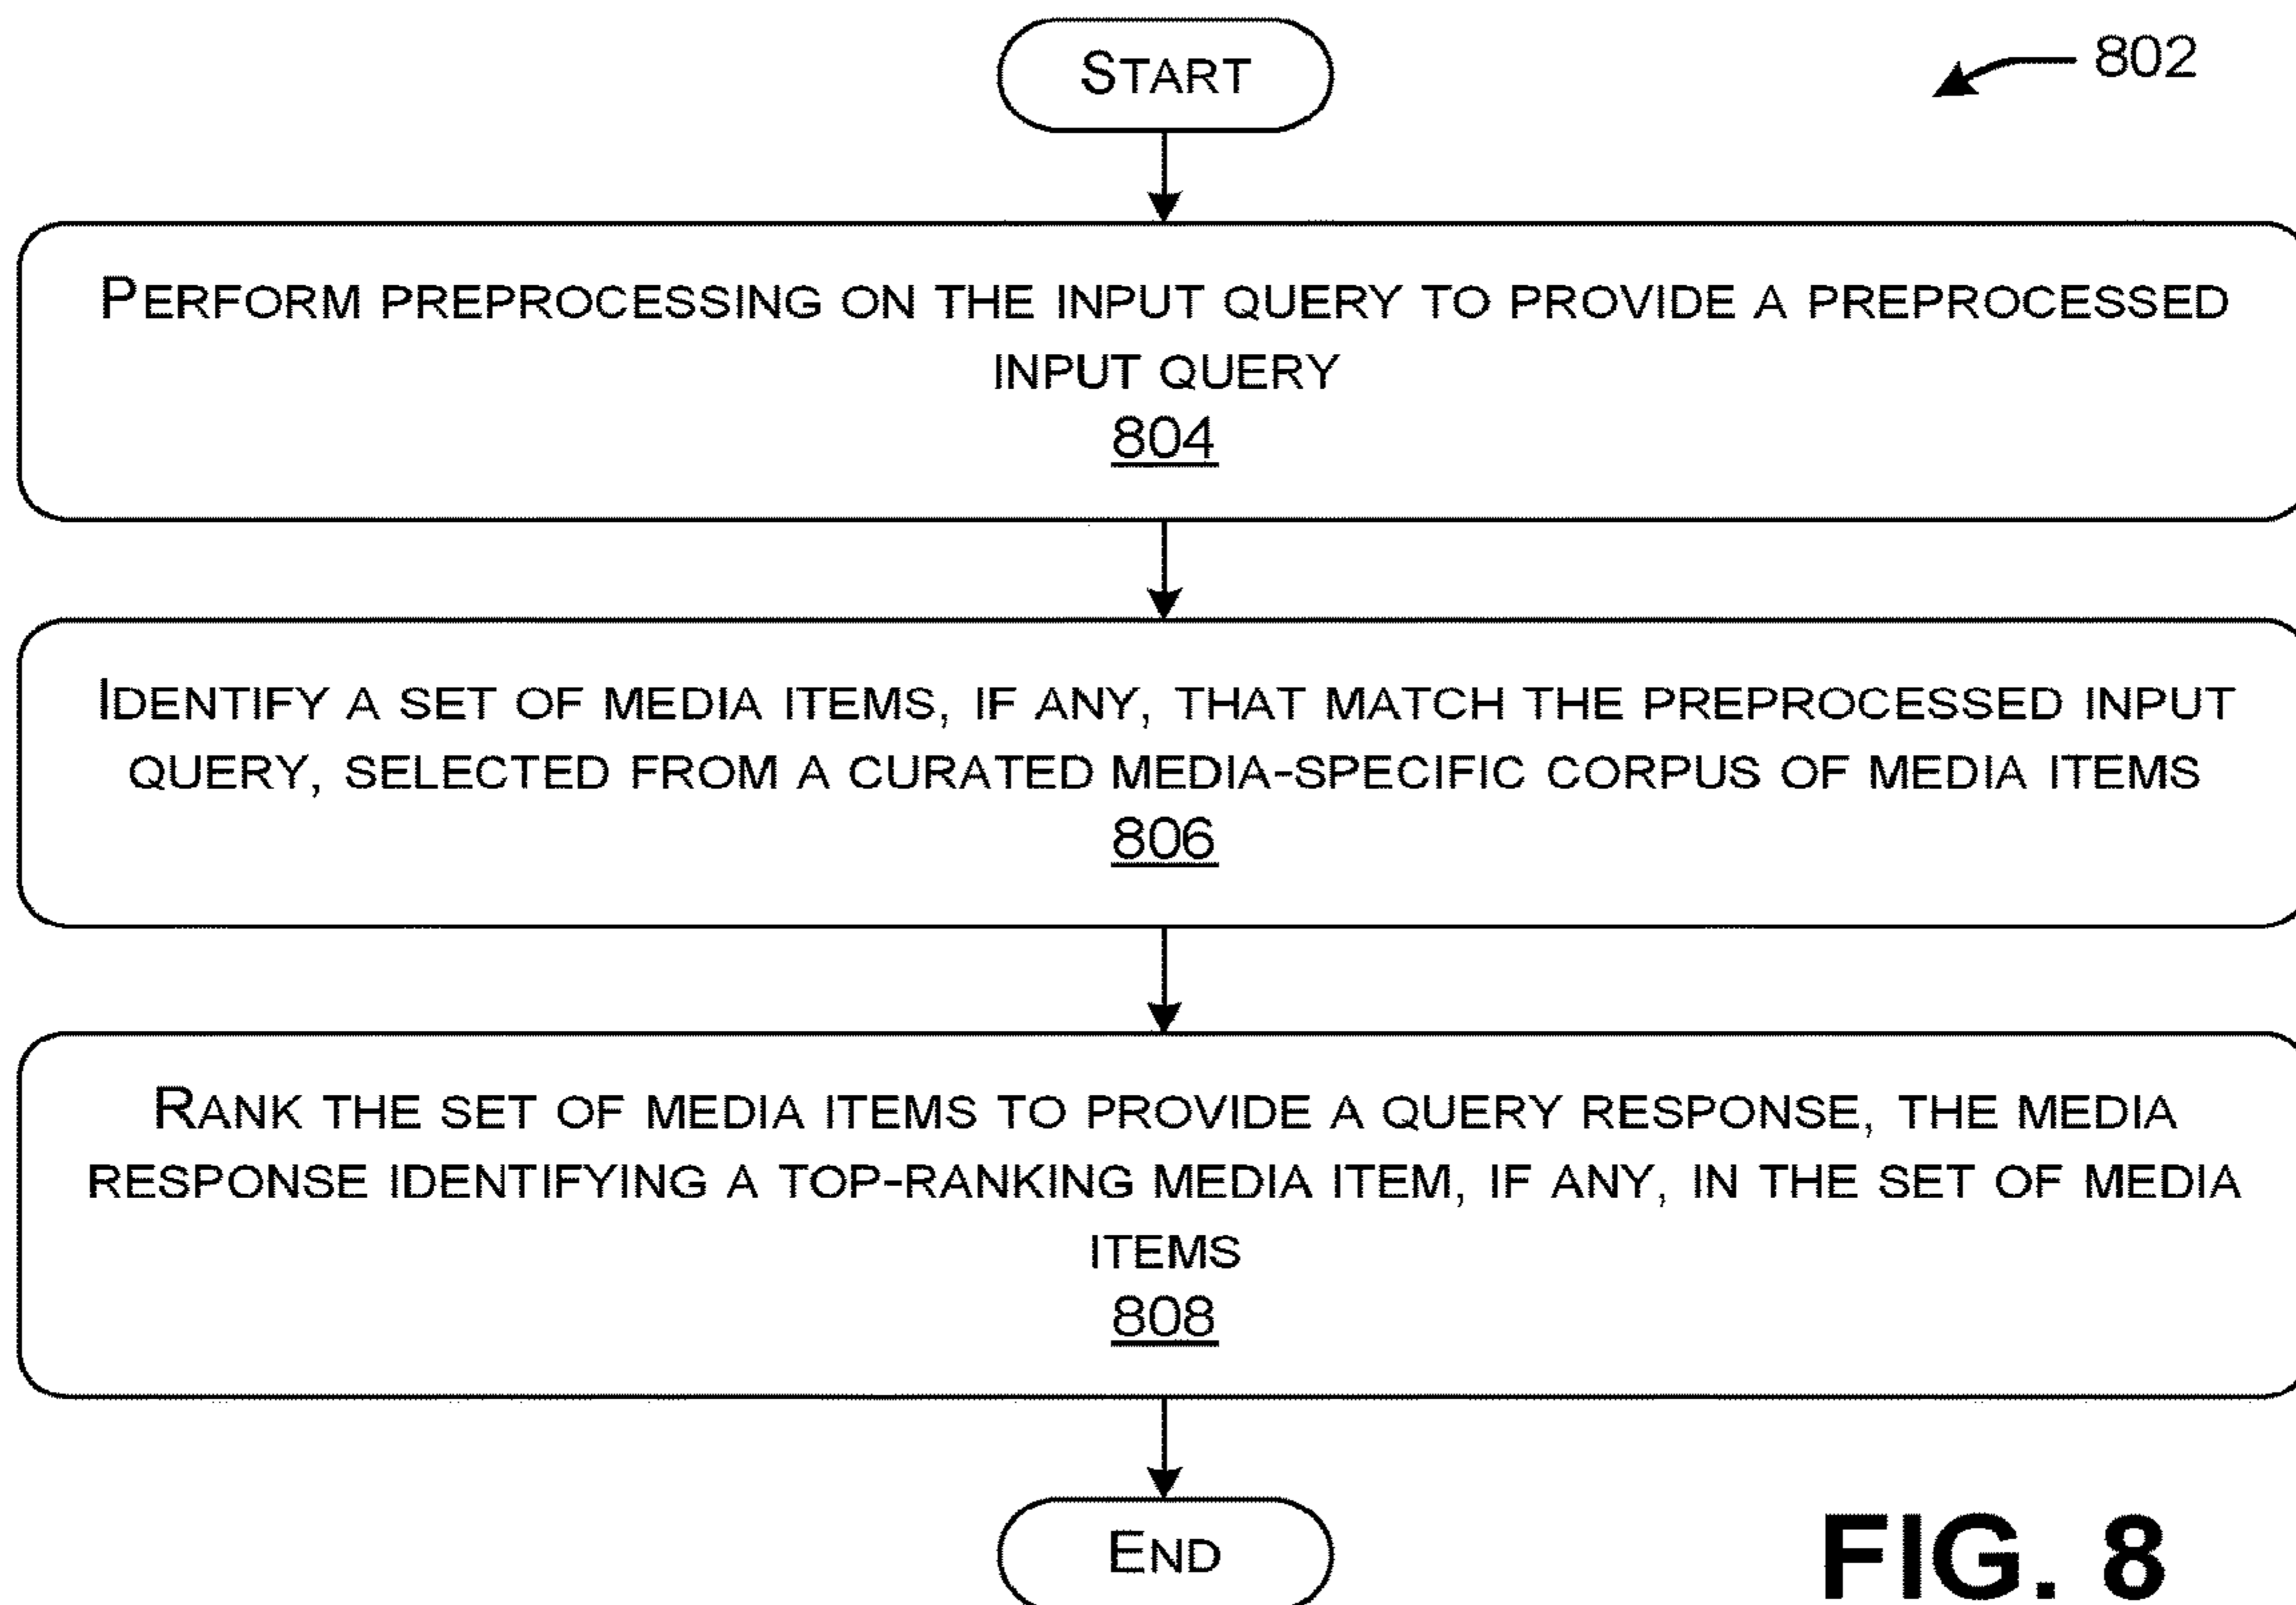 START
802
PERFORM PREPROCESSING ON THE INPUT QUERY TO PROVIDE A PREPROCESSED
INPUT QUERY
804
IDENTIFY A SET OF MEDIA ITEMS, IF ANY, THAT MATCH THE PREPROCESSED INPUT
QUERY, SELECTED FROM A CURATED MEDIA-SPECIFIC CORPUS OF MEDIA ITEMS
806
RANK THE SET OF MEDIA ITEMS TO PROVIDE A QUERY RESPONSE, THE MEDIA
RESPONSE IDENTIFYING A TOP-RANKING MEDIA ITEM, IF ANY, IN THE SET OF MEDIA
ITEMS
808
END
FIG. 8